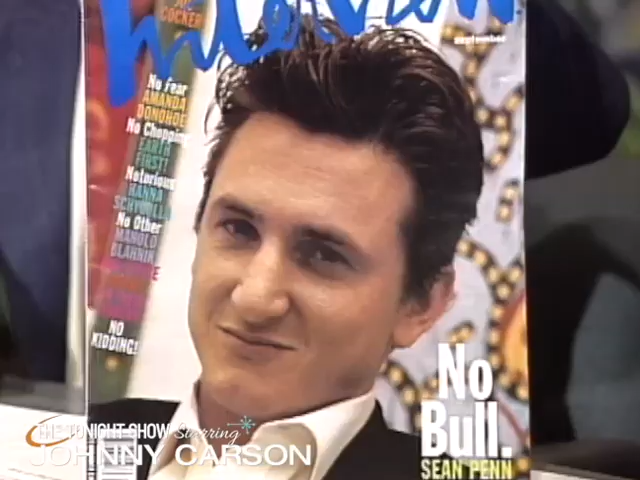 COCKER
Interview
September
No Fear
AMANDA
DONOHOE
No Chopping
EARTH
FIRST!
Notorious
HANNA
SCHYGULLA
No Other
MANOLO
BLAHNIK
NO
KIDDING!
No
Bull.
SEAN PENN
THE TONIGHT SHOW Starring
JOHNNY CARSON